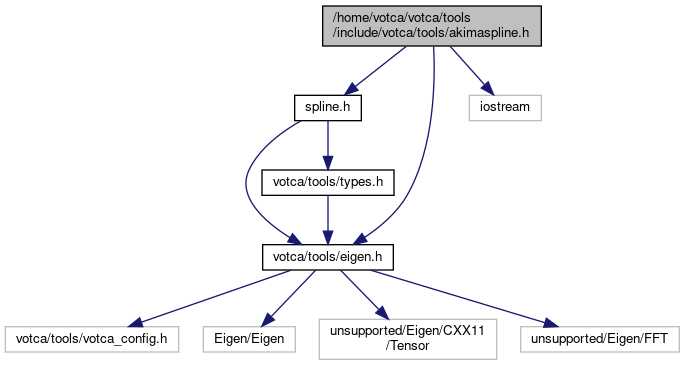 /home/votca/votca/tools
/include/votca/tools/akimaspline.h
spline.h
iostream
votca/tools/types.h
votca/tools/eigen.h
votca/tools/votca_config.h
Eigen/Eigen
unsupported/Eigen/CXX11
/Tensor
unsupported/Eigen/FFT